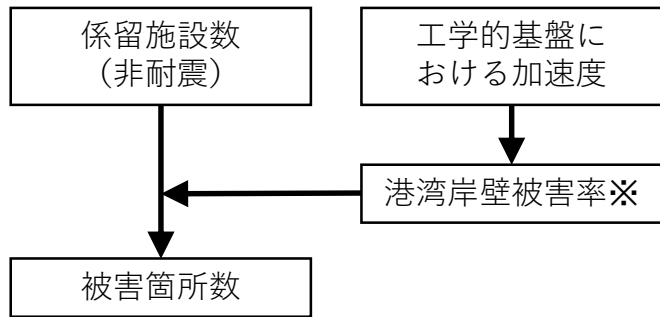 係留施設数
（非耐震）
工学的基盤に
おける加速度
港湾岸壁被害率※
被害箇所数